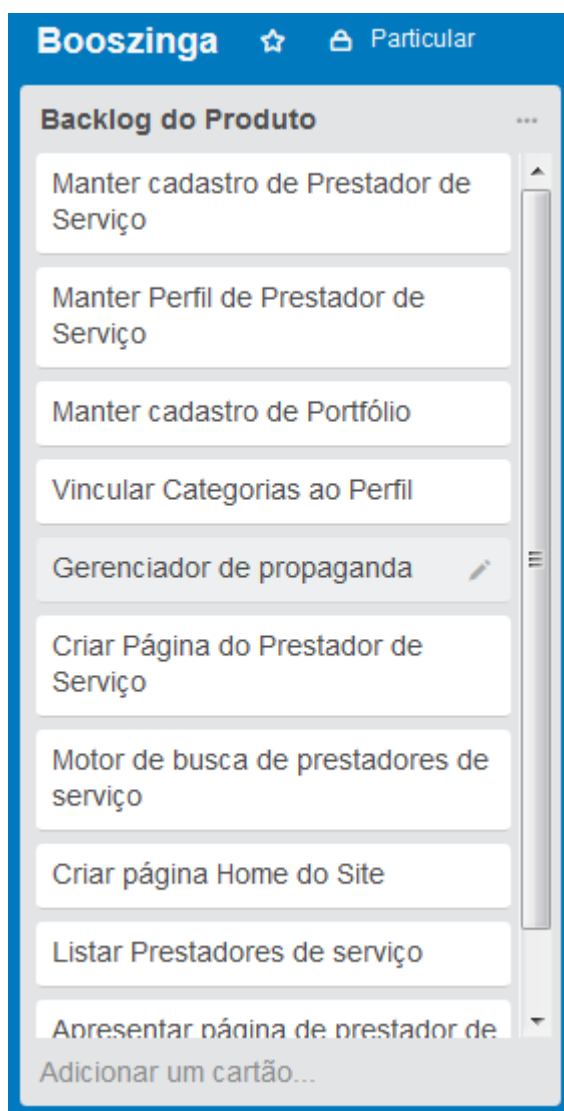 Booszinga Particular
Backlog do Produto
Manter cadastro de Prestador de
Serviço
Manter Perfil de Prestador de
Serviço
Manter cadastro de Portfólio
Vincular Categorias ao Perfil
Gerenciador de propaganda
Criar Página do Prestador de
Serviço
Motor de busca de prestadores de
serviço
Criar página Home do Site
Listar Prestadores de serviço
Apresentar página de prestador de
Adicionar um cartão...